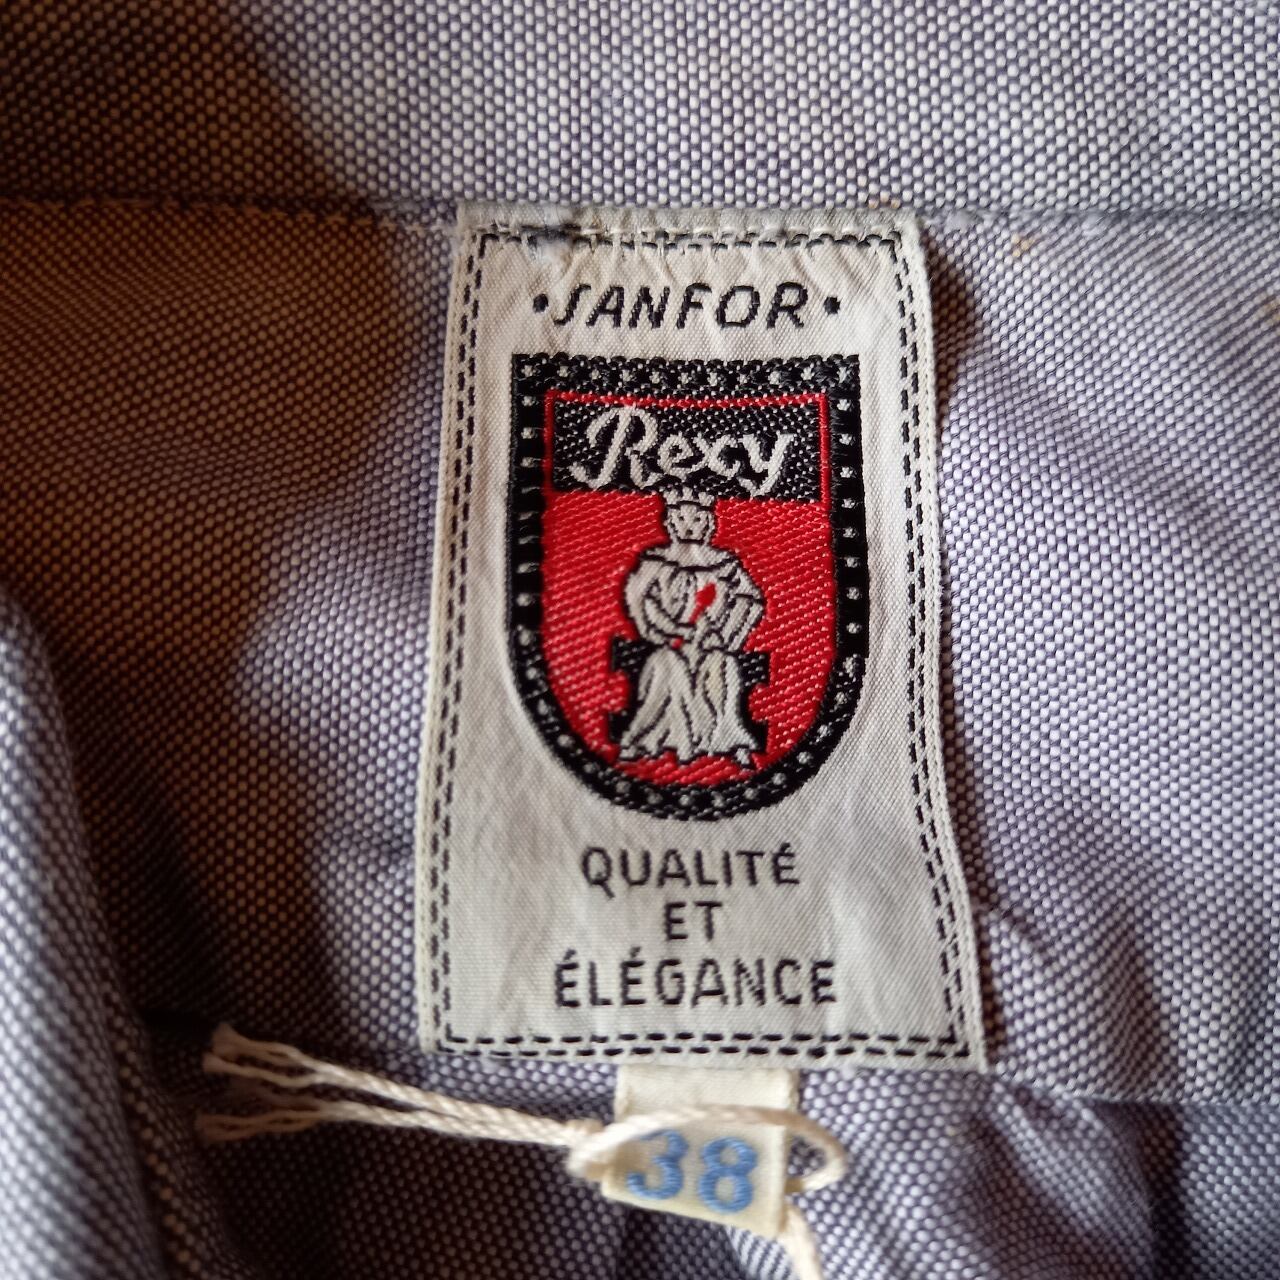 •SANFOR•
Rexy
QUALITÉ
ET
ÉLÉGANCE
38